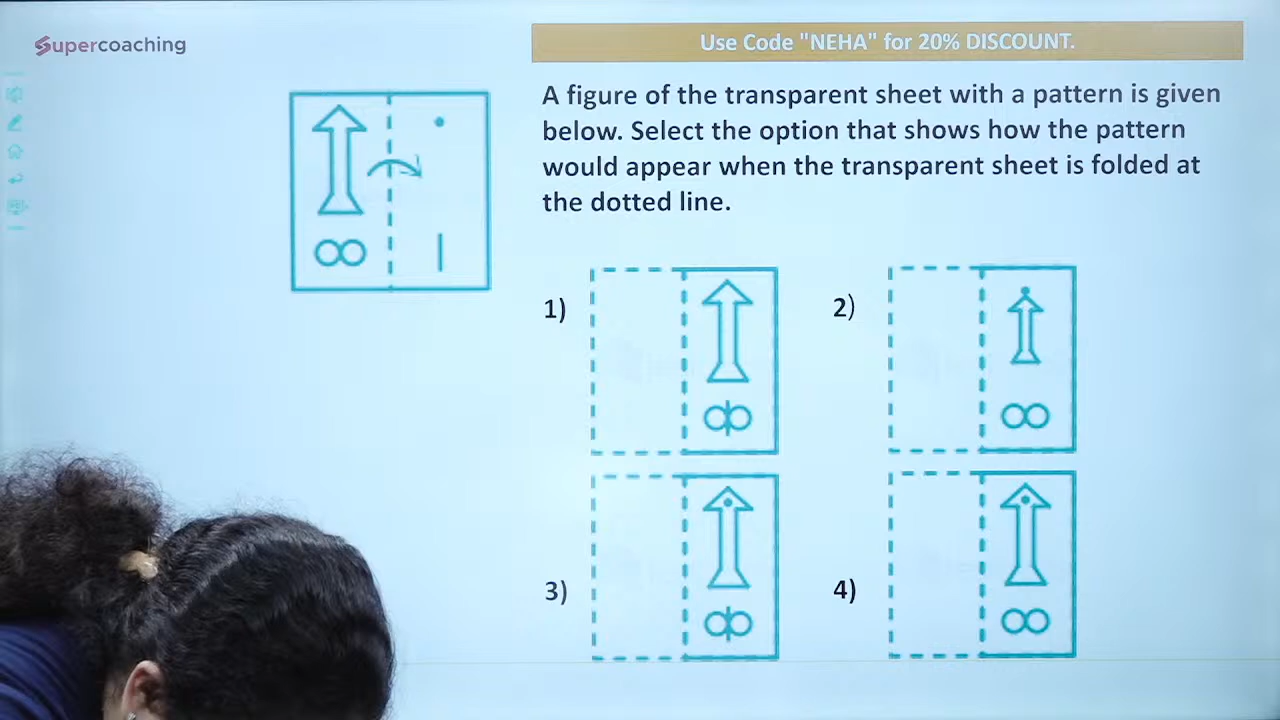 Supercoaching
Use Code "NEHA" for 20% DISCOUNT.
A figure of the transparent sheet with a pattern is given
below. Select the option that shows how the pattern
would appear when the transparent sheet is folded at
the dotted line.
1)
2)
3)
4)